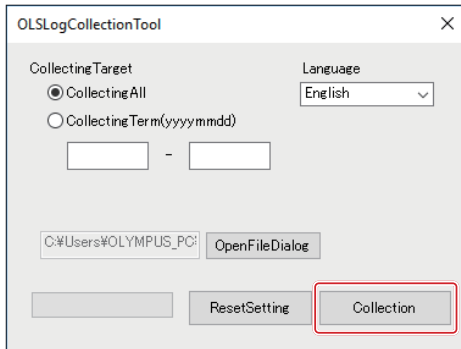 OLSLogCollectionTool
CollectingTarget
Language
CollectingAll
English
CollectingTerm(yyyymmdd)
-
C:¥Users¥OLYMPUS_PC¥
OpenFileDialog
ResetSetting
Collection